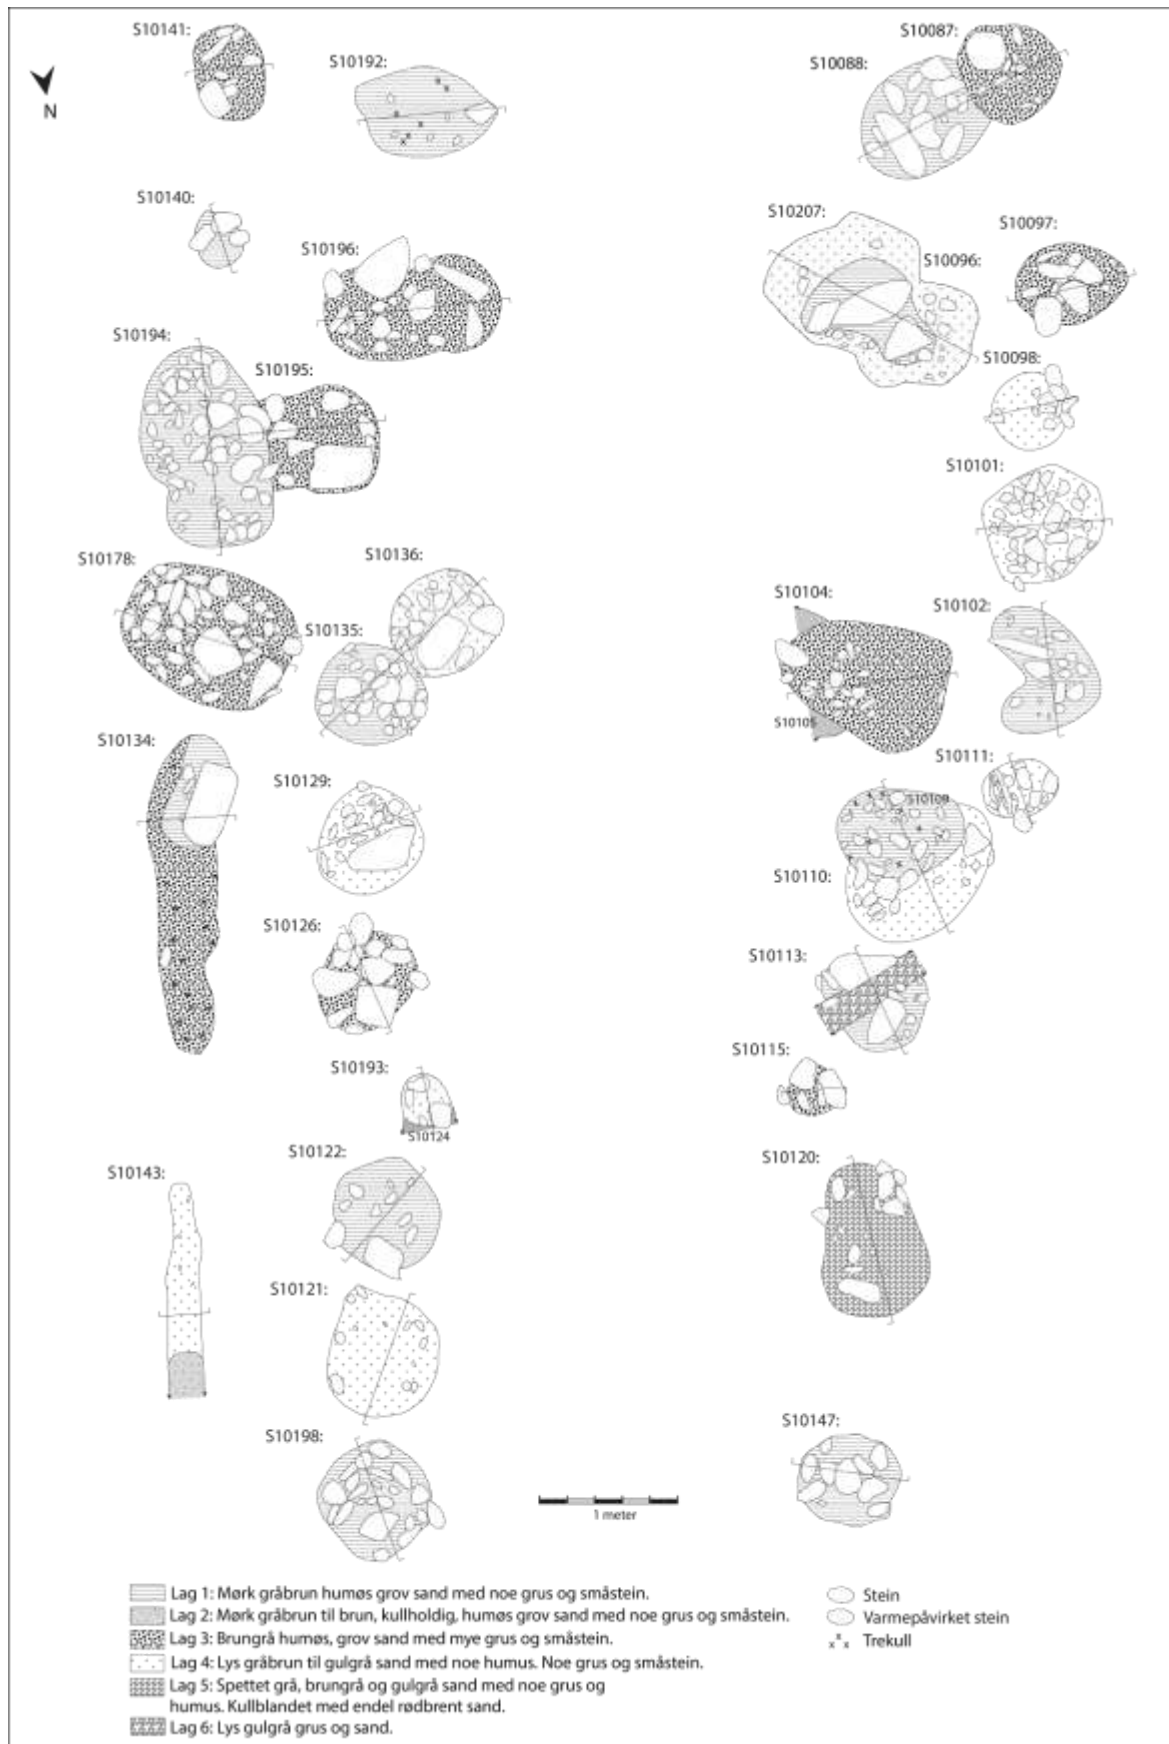 S10141:
S10192:
S10087:
S10088:
N
S10140:
S10207:
S10097:
S10196:
S10096:
S10194:
S10098:
S10195:
S10101:
S10136:
S10178:
S10104:
S10102:
S10135:
S10105
S10134:
S10111:
S10129:
S10109
S10110:
S10126:
S10113:
S10115:
S10193:
S10124
S10122:
S10120:
S10143:
S10121:
S10147:
S10198:
1 meter
Lag 1: Mørk gråbrun humøs grov sand med noe grus og småstein.
Lag 2: Mørk gråbrun til brun, kullholdig, humøs grov sand med noe grus og småstein.
Lag 3: Brungrå humøs, grov sand med mye grus og småstein.
Lag 4: Lys gråbrun til gulgrå sand med noe humus. Noe grus og småstein.
Lag 5: Spettet grå, brungrå og gulgrå sand med noe grus og
humus. Kullblandet med endel rødbrent sand.
Lag 6: Lys gulgrå grus og sand.
Stein
Varmepåvirket stein
Trekull